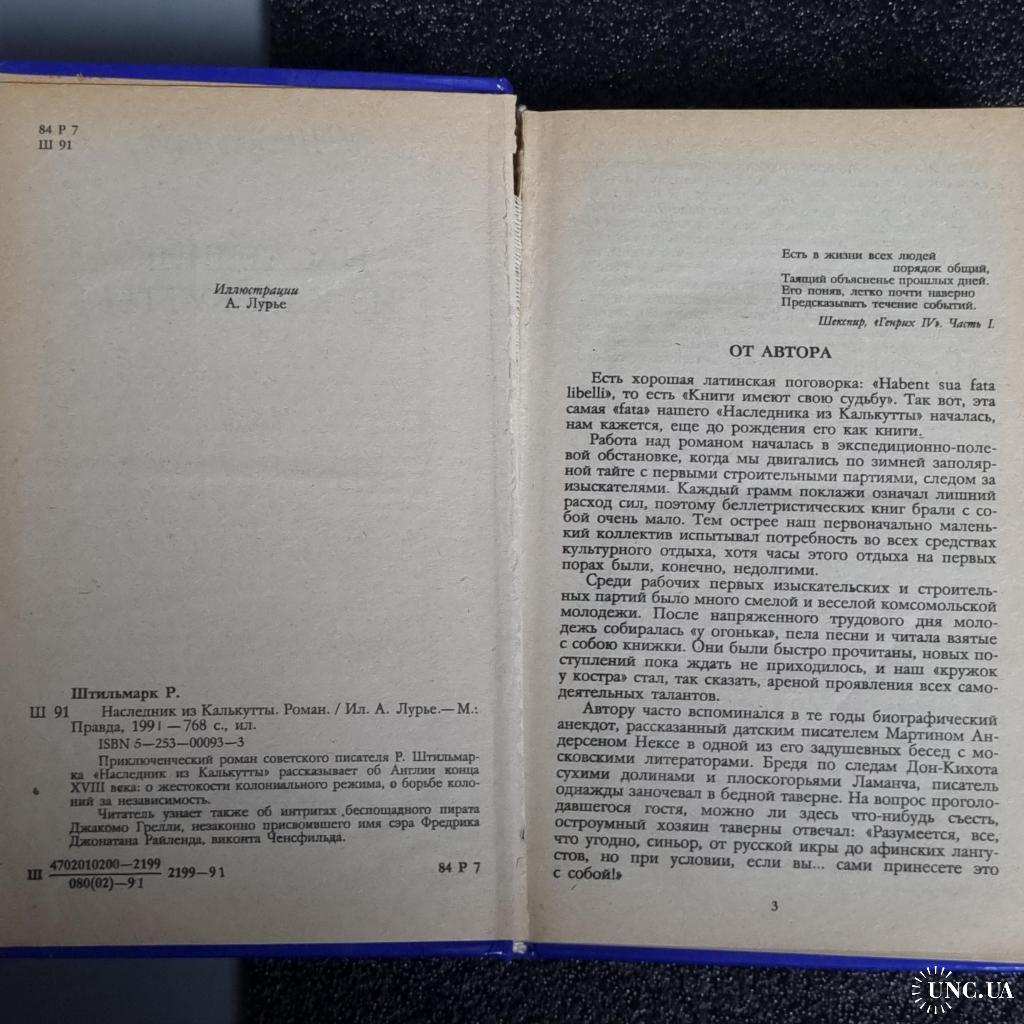 84 Р 7
Ш 91
Иллюстрации
А. Лурье
Штильмарк Р.
Ш 91 Наследник из Калькутты. Роман. / Ил. А. Лурье.— М.:
Правда, 1991 —768 с., ил.
ISBN 5—253—00093—3
Приключенческий роман советского писателя Р. Штильмар-
ка «Наследник из Калькутты» рассказывает об Англии конца
XVIII века: о жестокости колониального режима, о борьбе коло-
ний за независимость.
Читатель узнает также об интригах беспощадного пирата
Джакомо Грелли, незаконно присвоившего имя сэра Фредрика
Джонатана Райленда, виконта Ченсфильда.
Ш 4702010200—2199
080(02)—91 2199—91 84 Р 7
Есть в жизни всех людей
порядок общий,
Таящий объясненье прошлых дней.
Его поняв, легко почти наверно
Предсказывать течение событий.
Шекспир, «Генрих IV». Часть I.
ОТ АВТОРА
Есть хорошая латинская поговорка: «Habent sua fata
libelli», то есть «Книги имеют свою судьбу». Так вот, эта
самая «fata» нашего «Наследника из Калькутты» началась,
нам кажется, еще до рождения его как книги.
Работа над романом началась в экспедиционно-поле-
вой обстановке, когда мы двигались по зимней заполяр-
ной тайге с первыми строительными партиями, следом за
изыскателями. Каждый грамм поклажи означал лишний
расход сил, поэтому беллетристических книг брали с со-
бой очень мало. Тем острее наш первоначально малень-
кий коллектив испытывал потребность во всех средствах
культурного отдыха, хотя часы этого отдыха на первых
порах были, конечно, недолгими.
Среди рабочих первых изыскательских и строитель-
ных партий было много смелой и веселой комсомольской
молодежи. После напряженного трудового дня моло-
дежь собиралась «у огонька», пела песни и читала взятые
с собою книжки. Они были быстро прочитаны, новых по-
ступлений пока ждать не приходилось, и наш «кружок
у костра» стал, так сказать, ареной проявления всех само-
деятельных талантов.
Автору часто вспоминался в те годы биографический
анекдот, рассказанный датским писателем Мартином Ан-
дерсеном Нексе в одной из его задушевных бесед с мо-
сковскими литераторами. Бредя по следам Дон-Кихота
сухими долинами и плоскогорьями Ламанча, писатель
однажды заночевал в бедной таверне. На вопрос проголо-
давшегося гостя, можно ли здесь что-нибудь съесть,
остроумный хозяин таверны отвечал: «Разумеется, все,
что угодно, синьор, от русской икры до афинских лангу-
стов, но при условии, если вы... сами принесете это
с собой!»
3
UNC.UA